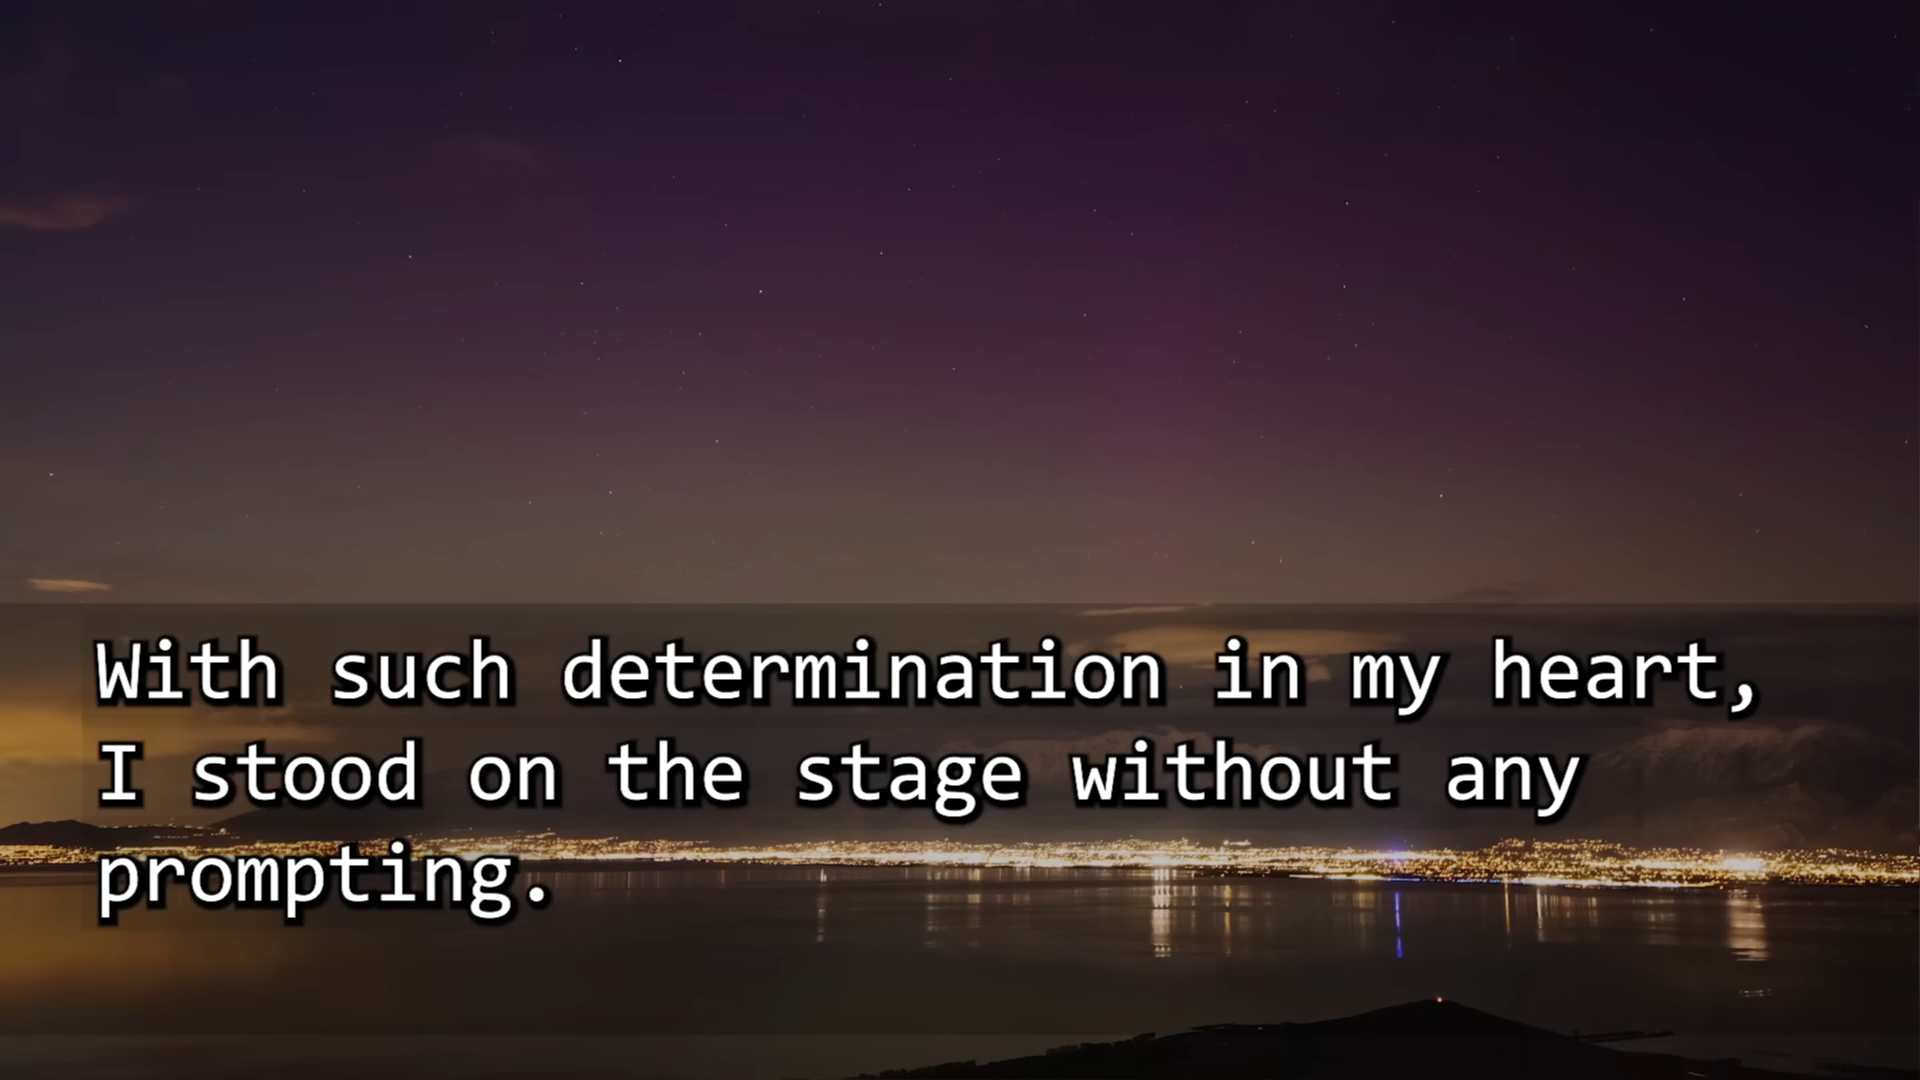 With such determination in my heart,
I stood on the stage without any
prompting.